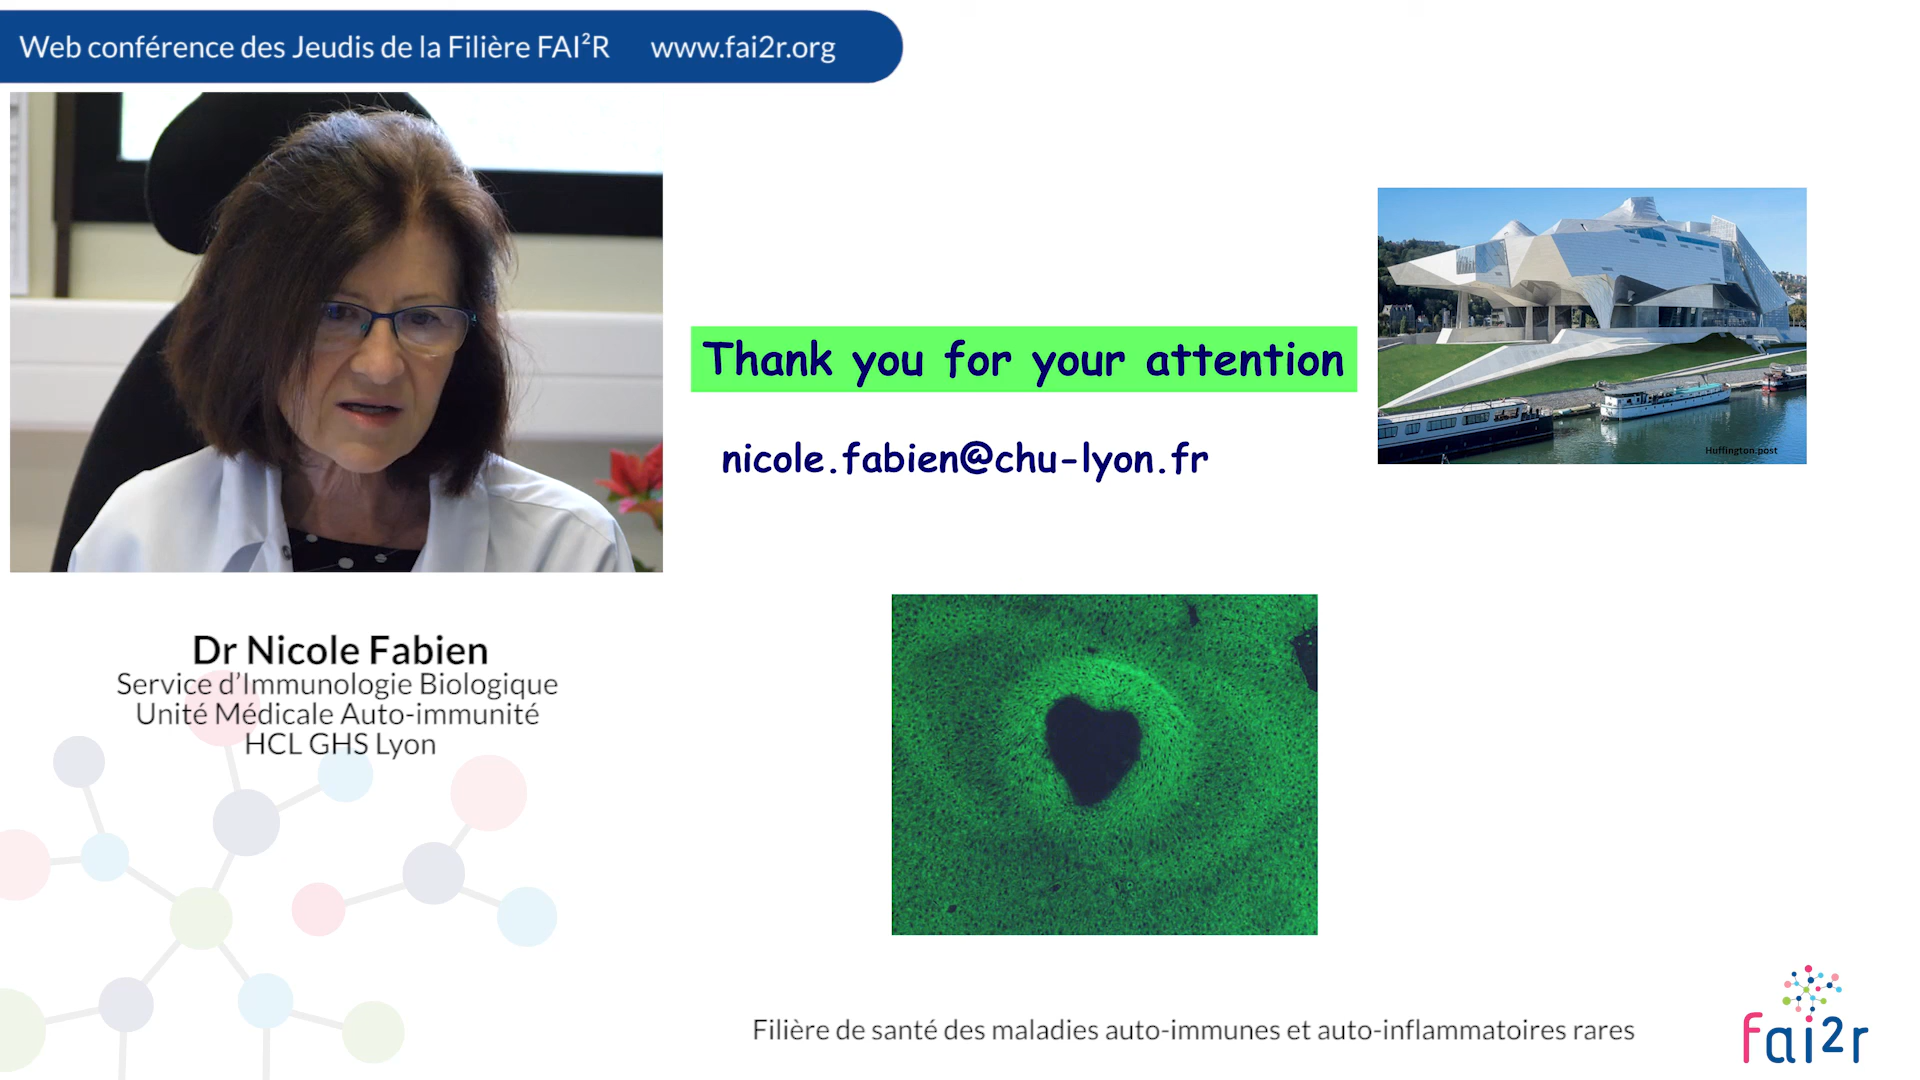 Web conférence des Jeudis de la Filière FAI²R www.fai2r.org
Thank you for your attention
nicole.fabien@chu-lyon.fr
Huffington.post
Dr Nicole Fabien
Service d’Immunologie Biologique
Unité Médicale Auto-immunité
HCL GHS Lyon
Filière de santé des maladies auto-immunes et auto-inflammatoires rares
fai2r